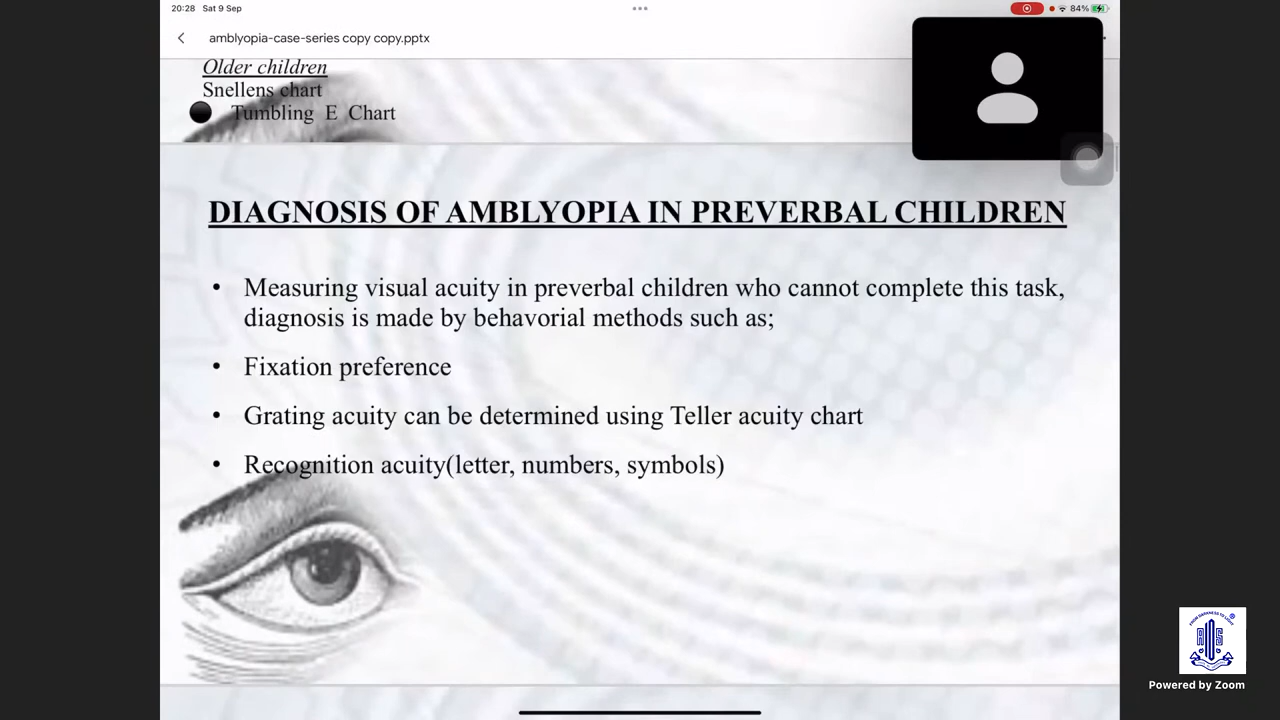 20:28 Sat 9 Sep
84%
amblyopia-case-series copy copy.pptx
Older children
Snellens chart
Tumbling E Chart
DIAGNOSIS OF AMBLYOPIA IN PREVERBAL CHILDREN
• Measuring visual acuity in preverbal children who cannot complete this task,
diagnosis is made by behavorial methods such as;
• Fixation preference
• Grating acuity can be determined using Teller acuity chart
• Recognition acuity(letter, numbers, symbols)
Powered by Zoom